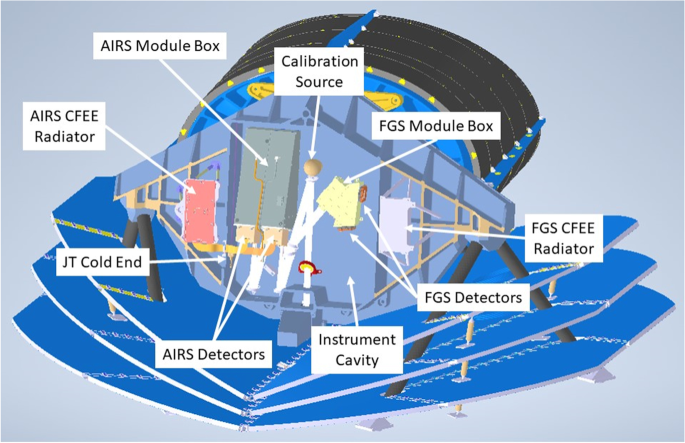 AIRS Module Box
Calibration
Source
AIRS CFEE
Radiator
FGS Module Box
FGS CFEE
Radiator
JT Cold End
FGS Detectors
AIRS Detectors
Instrument
Cavity